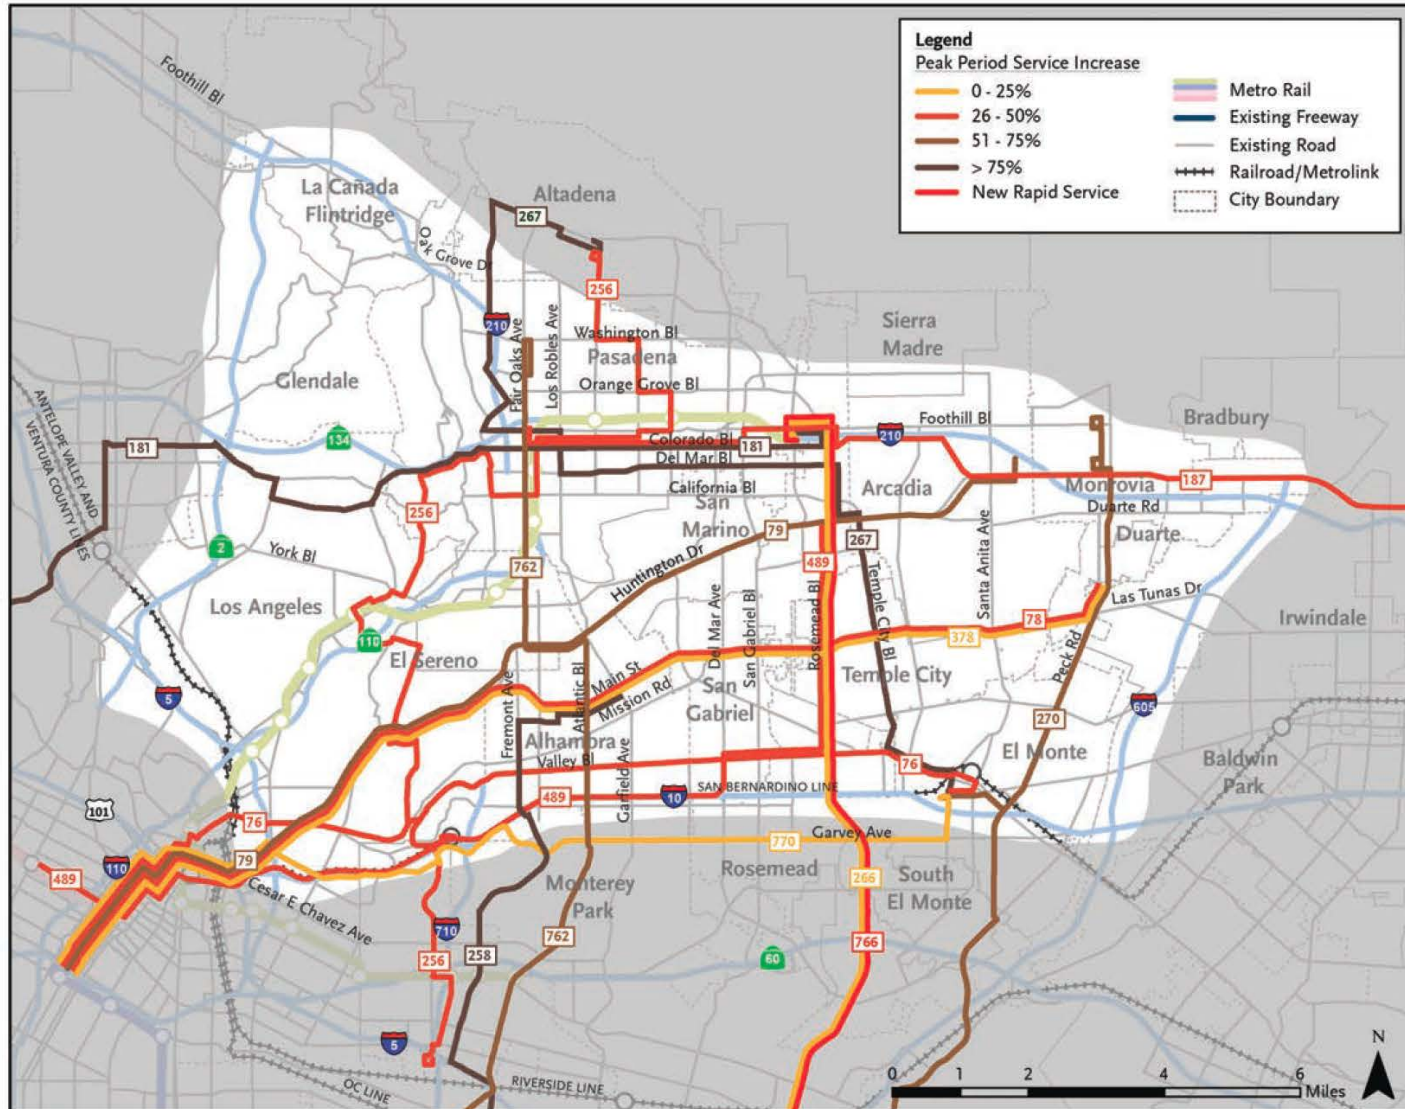 Legend
Peak Period Service Increase
0 - 25%
26 - 50%
51 - 75%
> 75%
New Rapid Service
Metro Rail
Existing Freeway
Existing Road
Railroad/Metrolink
City Boundary
Foothill Bl
La Cañada
Flintridge
Altadena
267
Oak Grove Dr
256
210
Fair Oaks Ave
Los Robles Ave
Washington Bl
Pasadena
Orange Grove Bl
Sierra
Madre
Glendale
Foothill Bl
Bradbury
ANTELOPE VALLEY AND
VENTURA COUNTY LINES
134
181
Colorado Bl
181
210
Del Mar Bl
California Bl
Arcadia
Monrovia
187
256
San
Marino
Duarte Rd
79
Duarte
2
York Bl
762
Huntington Dr
267
489
Los Angeles
Del Mar Ave
San Gabriel Bl
Rosemead Bl
Temple City Bl
Santa Anita Ave
Las Tunas Dr
Irwindale
110
El Sereno
78
378
Main St
Mission Rd
Temple City
Peck Rd
5
Fremont Ave
Atlantic Bl
San
Gabriel
605
270
Alhambra
Valley Bl
Garfield Ave
El Monte
Baldwin
Park
76
SAN BERNARDINO LINE
489
10
101
76
Garvey Ave
770
110
79
Rosemead
South
El Monte
489
Cesar E Chavez Ave
Monterey
Park
266
710
762
766
256
258
60
5
N
OC LINE
RIVERSIDE LINE
0 1 2 4 6
Miles